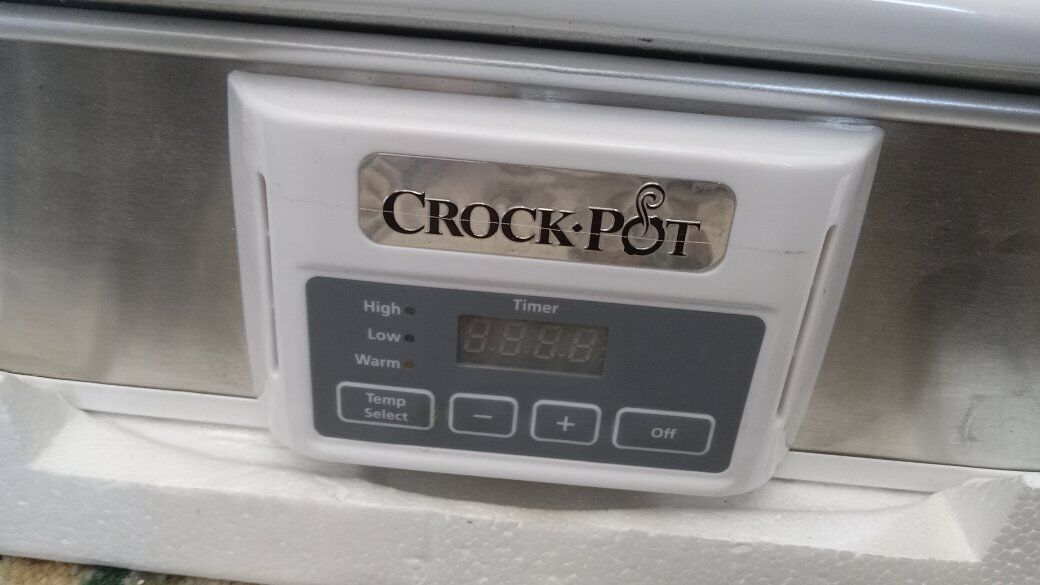 CROCK·POT
High
Timer
Low
Warm
Temp
Select
−
+
Off